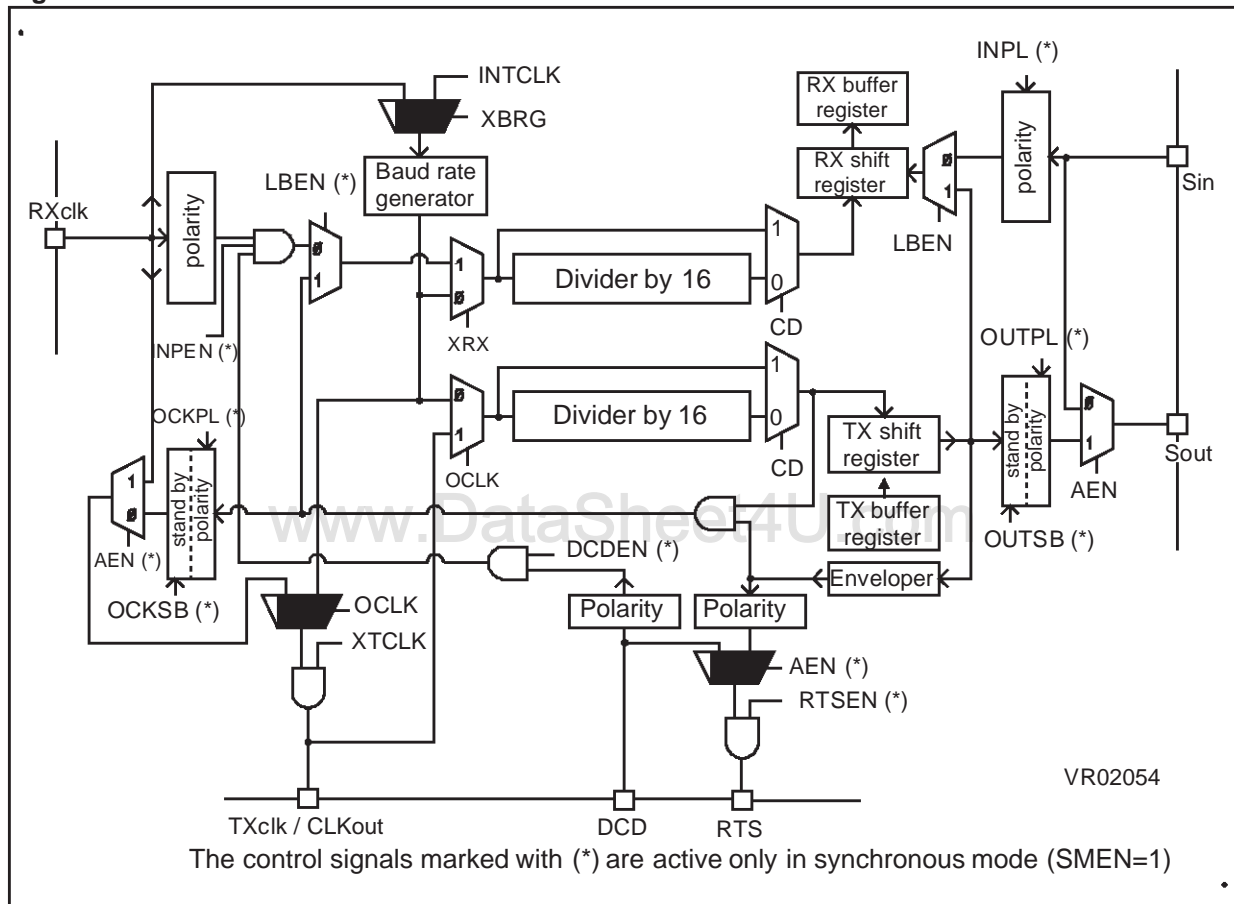 INPL (*)
INTCLK
XBRG
RX buffer
register
polarity
RX shift
register
Sin
LBEN (*)
Baud rate
generator
RXclk
polarity
0
1
LBEN
0
1
1
0
Divider by 16
1
0
CD
INPEN (*)
XRX
OUTPL (*)
OCKPL (*)
0
1
Divider by 16
1
0
CD
TX shift
register
stand by
polarity
0
1
Sout
AEN
OCLK
1
0
stand by
polarity
www.DataSheet4U.com
TX buffer
register
OUTSB (*)
AEN (*)
DCDEN (*)
Enveloper
OCKSB (*)
OCLK
Polarity
Polarity
XTCLK
AEN (*)
RTSEN (*)
VR02054
TXclk / CLKout
DCD
RTS
The control signals marked with (*) are active only in synchronous mode (SMEN=1)